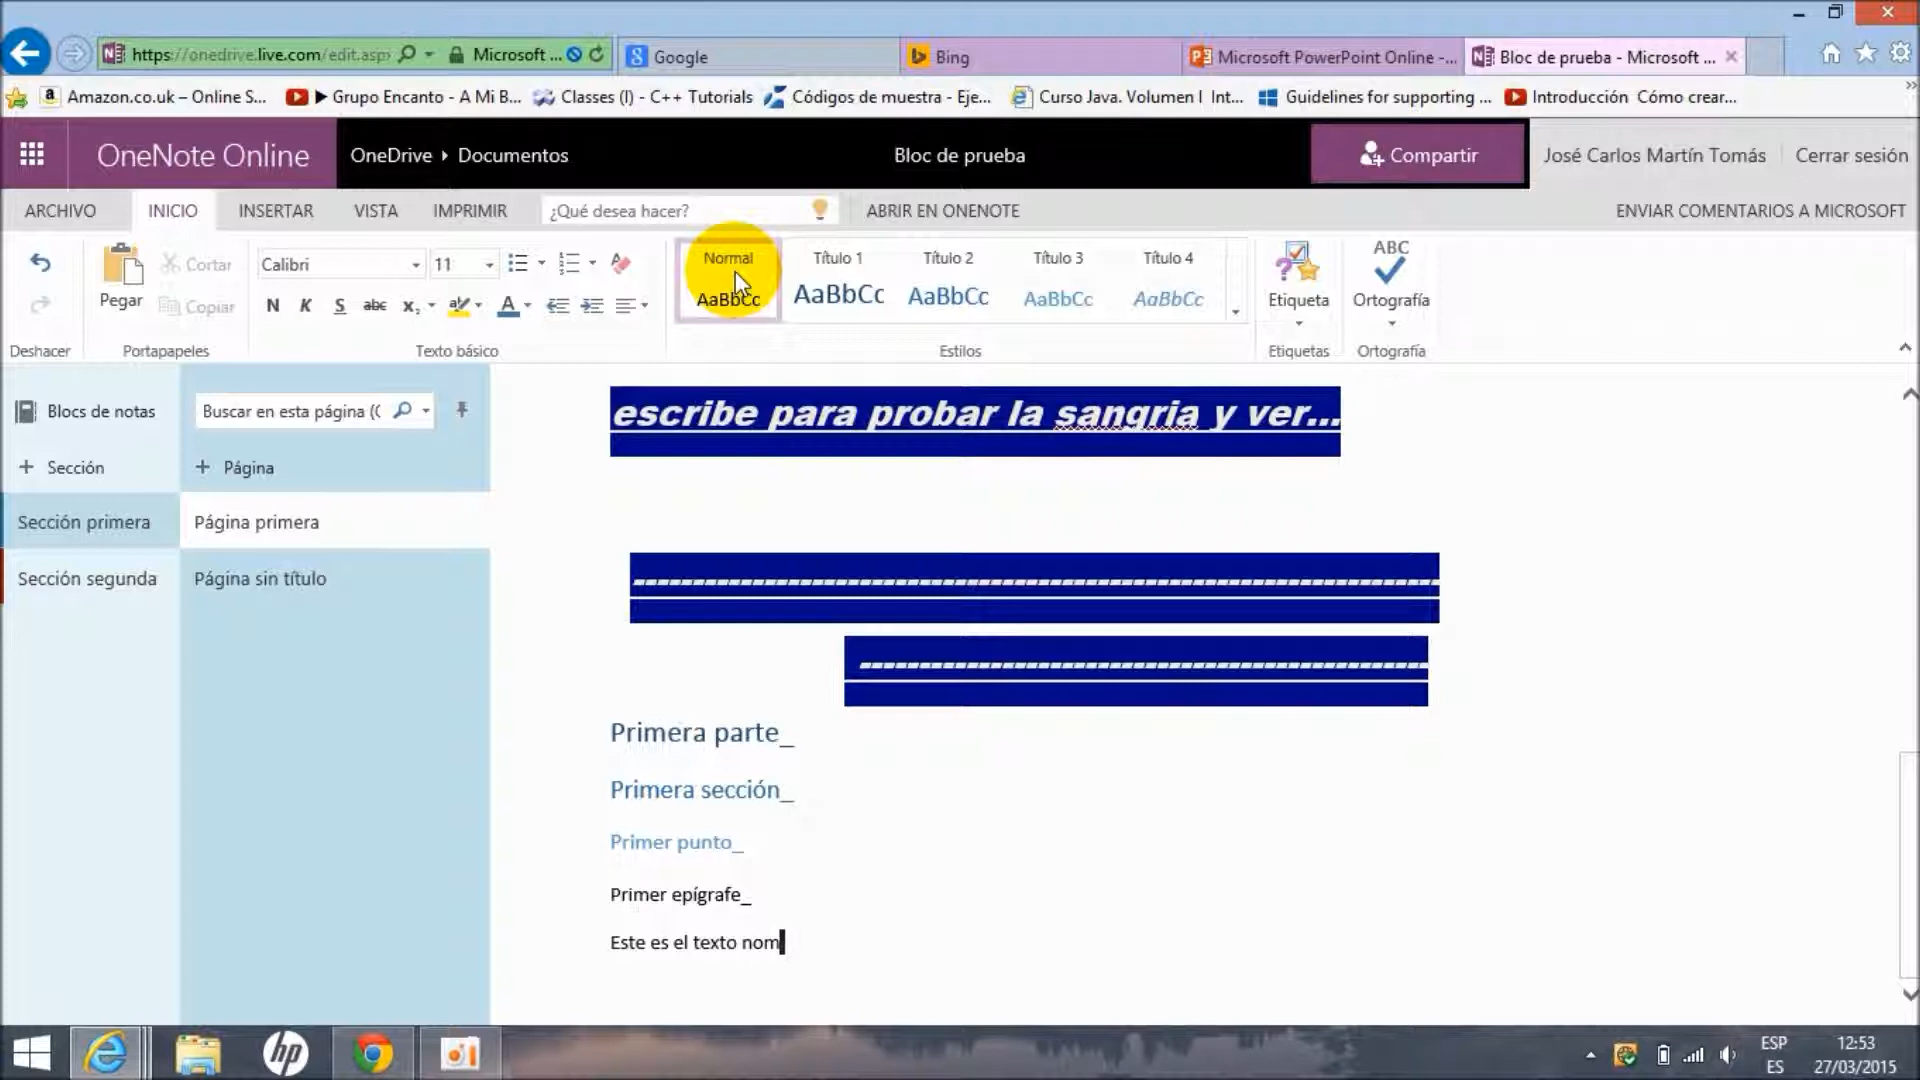 https://onedrive.live.com/edit.asp Microsoft ... Google Bing Microsoft PowerPoint Online -... Bloc de prueba - Microsoft ...
Amazon.co.uk – Online S... ▶ Grupo Encanto - A Mi B... Classes (I) - C++ Tutorials Códigos de muestra - Eje... Curso Java. Volumen I Int... Guidelines for supporting ... Introducción Cómo crear... »
OneNote Online OneDrive ▸ Documentos Bloc de prueba Compartir José Carlos Martín Tomás Cerrar sesión
ARCHIVO INICIO INSERTAR VISTA IMPRIMIR ¿Qué desea hacer? ABRIR EN ONENOTE ENVIAR COMENTARIOS A MICROSOFT
Pegar Cortar Copiar
Calibri 11
N K S abc x₂ ab A
Normal Título 1 Título 2 Título 3 Título 4
AaBbCc AaBbCc AaBbCc AaBbCc AaBbCc
Etiqueta
ABC
Ortografía
Deshacer Portapapeles Texto básico Estilos Etiquetas Ortografía
Blocs de notas Buscar en esta página ((
+ Sección + Página
Sección primera Página primera
Sección segunda Página sin título
escribe para probar la sangria y ver...
Primera parte_
Primera sección_
Primer punto_
Primer epígrafe_
Este es el texto nom
hp
ESP
ES
12:53
27/03/2015